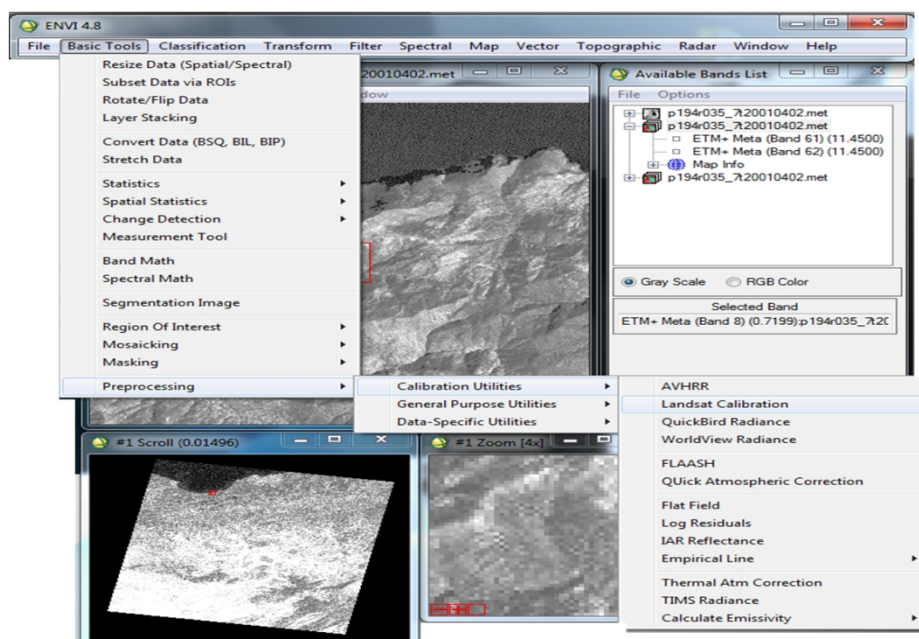 ENVI 4.8
File Basic Tools Classification Transform Filter Spectral Map Vector Topographic Radar Window Help
Resize Data (Spatial/Spectral)
Subset Data via ROIs
Rotate/Flip Data
Layer Stacking
Convert Data (BSQ, BIL, BIP)
Stretch Data
Statistics
Spatial Statistics
Change Detection
Measurement Tool
Band Math
Spectral Math
Segmentation Image
Region Of Interest
Mosaicking
Masking
Preprocessing
20010402.met
dow
Available Bands List
File Options
p194r035_7t20010402.met
p194r035_7t20010402.met
ETM+ Meta (Band 61) (11.4500)
ETM+ Meta (Band 62) (11.4500)
Map Info
p194r035_7t20010402.met
Gray Scale RGB Color
Selected Band
ETM+ Meta (Band 8) (0.7199):p194r035_7t20
Calibration Utilities
General Purpose Utilities
Data-Specific Utilities
AVHRR
Landsat Calibration
QuickBird Radiance
WorldView Radiance
FLAASH
QUick Atmospheric Correction
Flat Field
Log Residuals
IAR Reflectance
Empirical Line
Thermal Atm Correction
TIMS Radiance
Calculate Emissivity
#1 Scroll (0.01496)
#1 Zoom [4x]